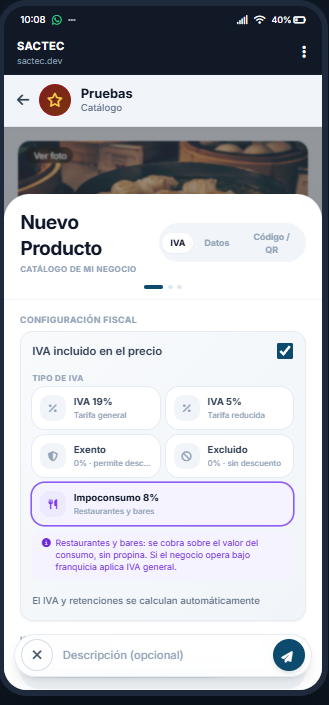 10:08
40%
SACTEC
sactec.dev
Pruebas
Catálogo
Ver foto
Nuevo
Producto
CATÁLOGO DE MI NEGOCIO
IVA
Datos
Código /
QR
CONFIGURACIÓN FISCAL
IVA incluido en el precio
TIPO DE IVA
IVA 19%
Tarifa general
IVA 5%
Tarifa reducida
Exento
0% · permite desc...
Excluido
0% · sin descuento
Impoconsumo 8%
Restaurantes y bares
Restaurantes y bares: se cobra sobre el valor del
consumo, sin propina. Si el negocio opera bajo
franquicia aplica IVA general.
El IVA y retenciones se calculan automáticamente
Descripción (opcional)